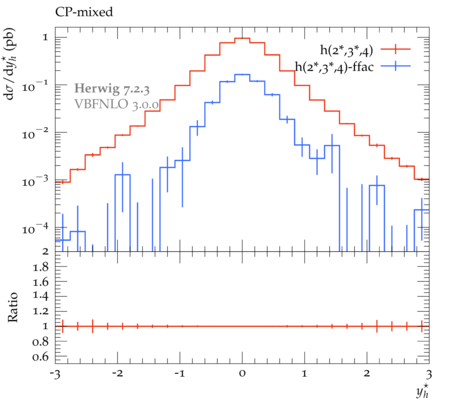 CP-mixed
dσ/dy*h (pb)
1
h(2*,3*,4)
h(2*,3*,4)-ffac
10⁻¹
Herwig 7.2.3
VBFNLO 3.0.0
10⁻²
10⁻³
10⁻⁴
2
1.8
1.6
1.4
1.2
1
0.8
0.6
Ratio
-3 -2 -1 0 1 2 3
y*h